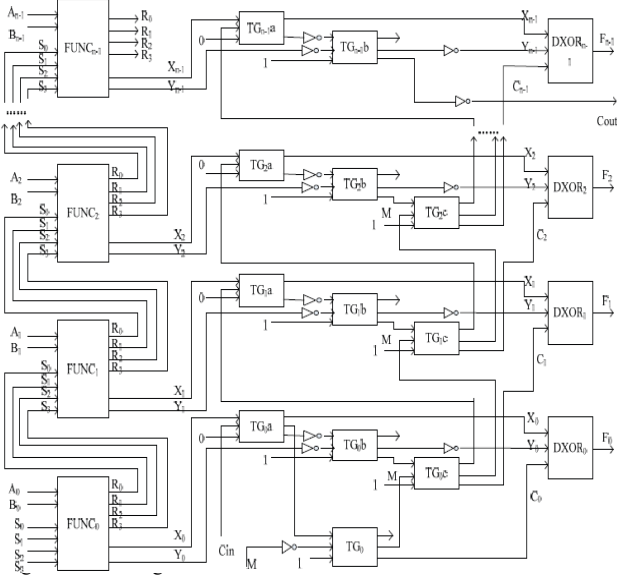 Aₙ₋₁ R₀ TGₙ₋₁a Xₙ₋₁
Bₙ₋₁ R₁ 0 TGₙ₋₁b Yₙ₋₁ DXORₙ₋₁ Fₙ₋₁
S₀ FUNCₙ₋₁ R₂
S₁ R₃ 1
S₂ Xₙ₋₁ Cₙ₋₁
S₃ Yₙ₋₁ Cout
...... ......
A₂ R₀ 0 TG₂a X₂
B₂ R₁ TG₂b Y₂ DXOR₂ F₂
S₀ FUNC₂ R₂ 1
S₁ R₃ M TG₂c
S₂ X₂ 1 C₂
S₃ Y₂
TG₁a X₁
A₁ R₀ 0 TG₁b Y₁ DXOR₁ F₁
B₁ R₁ 1
S₀ FUNC₁ R₂ M TG₁c
S₁ R₃ 1 C₁
S₂ X₁
S₃ Y₁ TG₀a X₀
0 TG₀b Y₀ DXOR₀ F₀
A₀ R₀ 1 TG₀c
B₀ R₁ M
FUNC₀ R₂ 1 C₀
S₀ R₃
S₁ X₀ Cin TG₀
S₂ Y₀ M 1
S₃